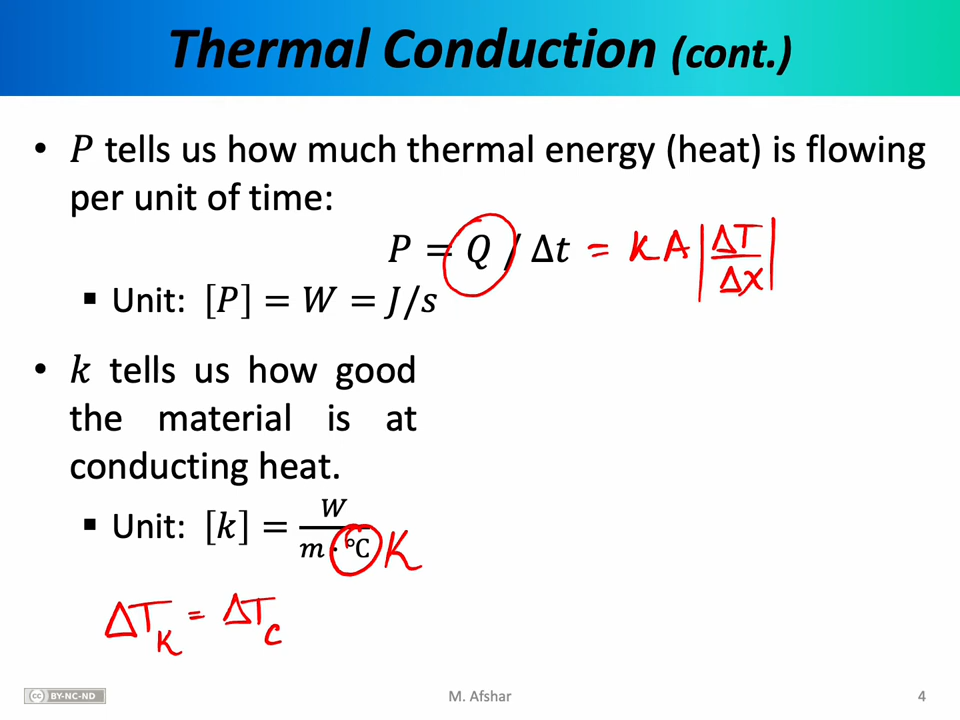 Thermal Conduction (cont.)
• P tells us how much thermal energy (heat) is flowing
per unit of time:
P = Q / Δt = kA |ΔT/Δx|
▪ Unit: [P] = W = J/s
• k tells us how good
the material is at
conducting heat.
▪ Unit: [k] = W/(m · °C) K
ΔT_K = ΔT_C
cc BY-NC-ND
M. Afshar
4